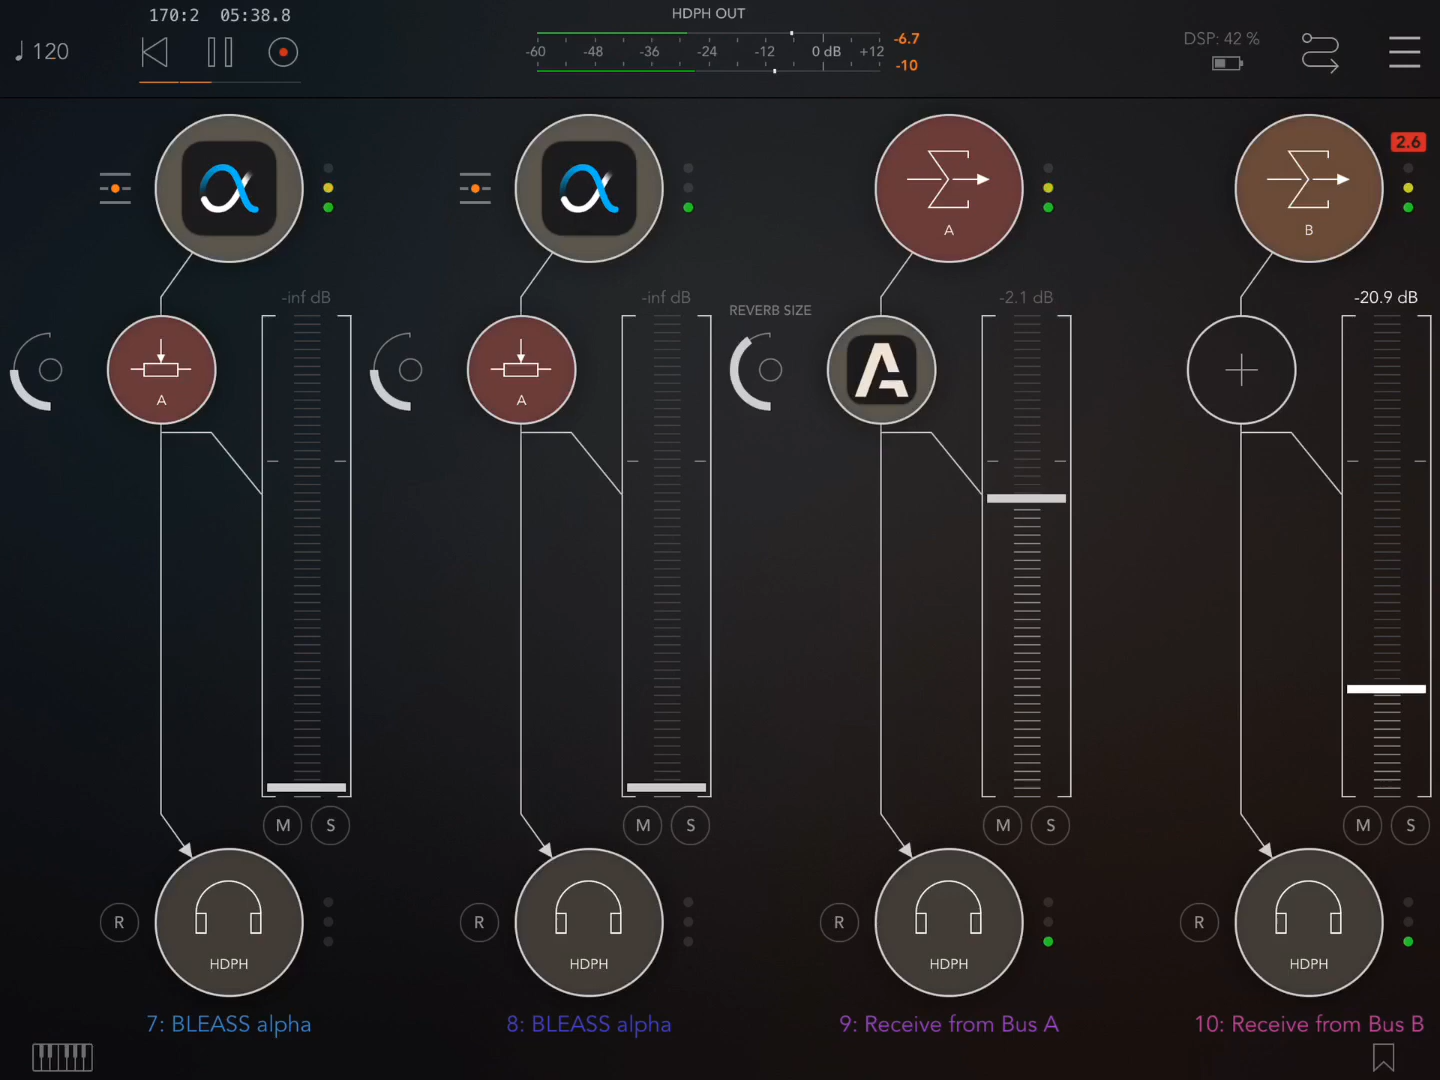 170:2 05:38.8
HDPH OUT
120
-60 -48 -36 -24 -12 0 dB +12
-6.7
-10
DSP: 42 %
2.6
A
B
-inf dB
-inf dB
REVERB SIZE
-2.1 dB
-20.9 dB
A
A
A
M S
M S
M S
M S
R
HDPH
R
HDPH
R
HDPH
R
HDPH
7: BLEASS alpha
8: BLEASS alpha
9: Receive from Bus A
10: Receive from Bus B